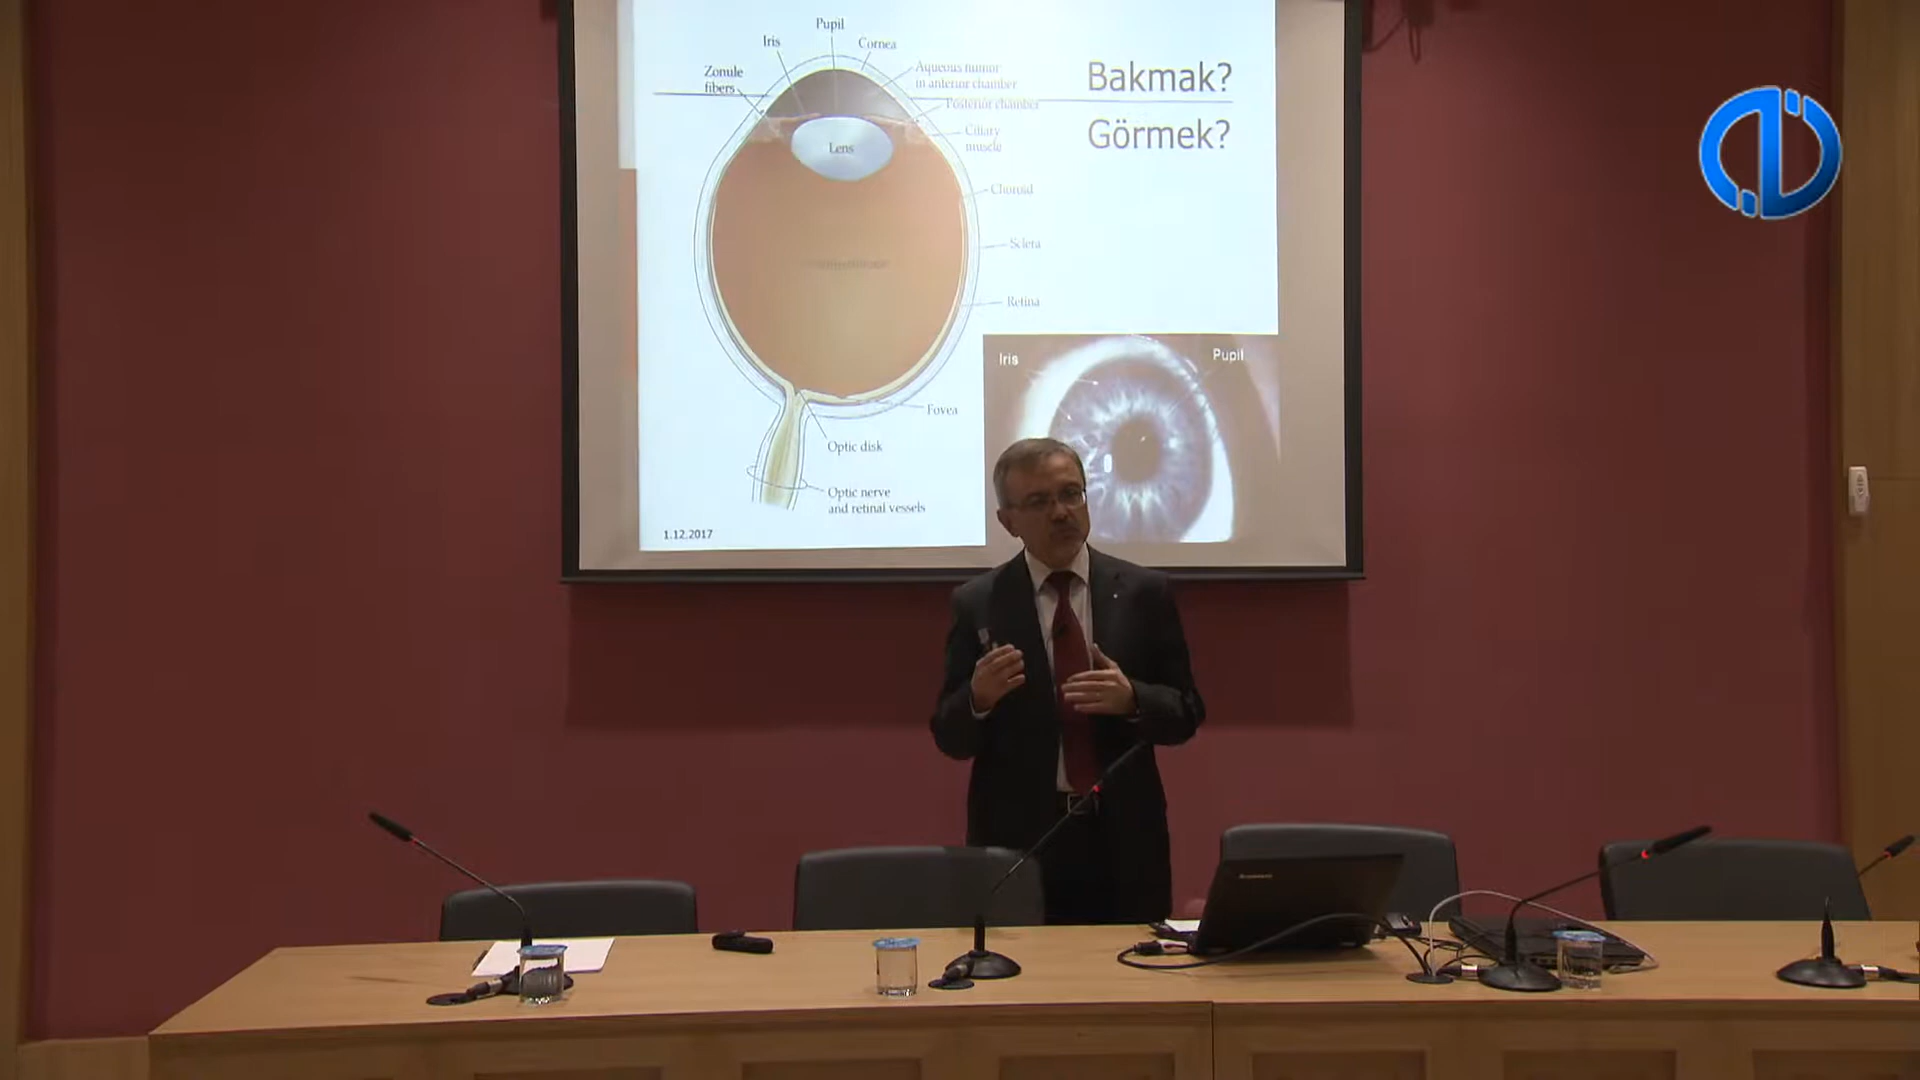 Pupil
Iris
Cornea
Zonule
fibers
Aqueous humor
in anterior chamber
Posterior chamber
Ciliary
muscle
Lens
Choroid
Sclera
Retina
Fovea
Optic disk
Optic nerve
and retinal vessels
1.12.2017
Bakmak?
Görmek?
Iris
Pupil